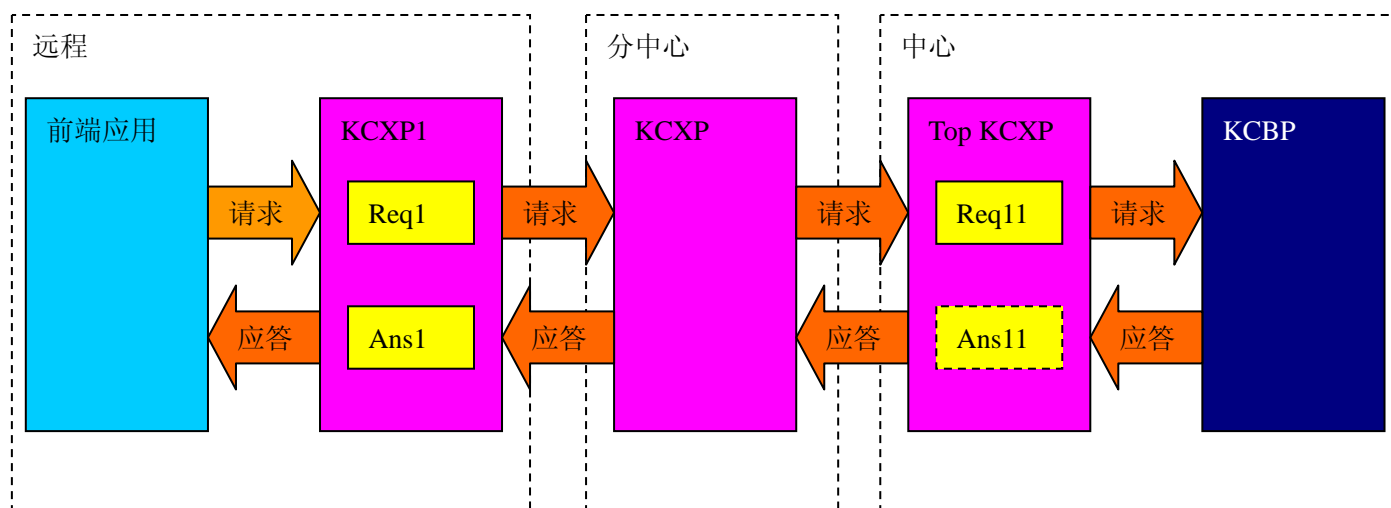 远程
分中心
中心
前端应用
KCXP1
KCXP
Top KCXP
KCBP
请求
Req1
请求
请求
Req11
请求
应答
Ans1
应答
应答
Ans11
应答